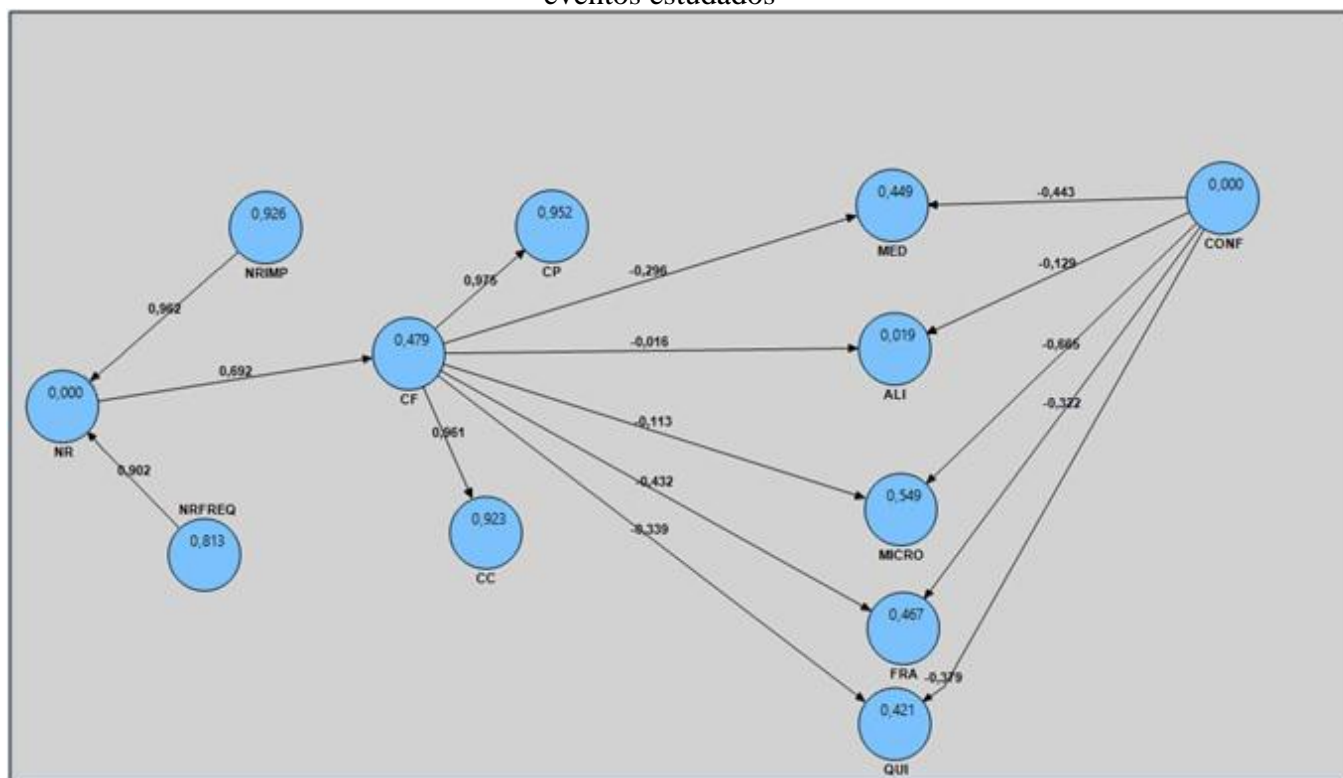 eventos estudados
0,926
NRIMP
0,952
CP
0,449
MED
0,000
CONF
-0,443
0,976
-0,296
-0,129
0,962
0,479
CF
-0,016
0,019
ALI
-0,665
0,000
NR
0,692
-0,322
-0,113
0,961
0,902
-0,432
0,549
MICRO
NRFREQ
0,813
0,923
CC
-0,339
0,467
FRA
-0,379
0,421
QUI